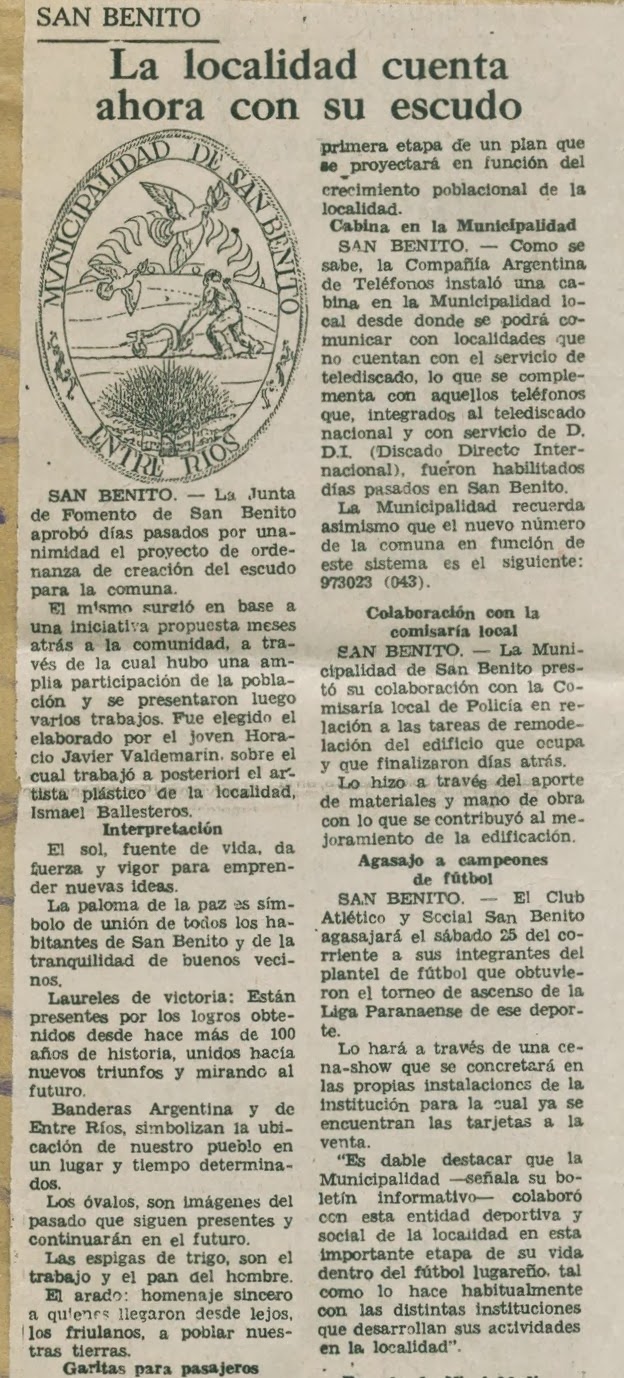 SAN BENITO
La localidad cuenta
ahora con su escudo
MUNICIPALIDAD DE SAN BENITO
ENTRE RIOS
SAN BENITO. — La Junta
de Fomento de San Benito
aprobó días pasados por una-
nimidad el proyecto de orde-
nanza de creación del escudo
para la comuna.
El mismo surgió en base a
una iniciativa propuesta meses
atrás a la comunidad, a tra-
vés de la cual hubo una am-
plia participación de la pobla-
ción y se presentaron luego
varios trabajos. Fue elegido el
elaborado por el joven Hora-
cio Javier Valdemarín, sobre el
cual trabajó a posteriori el ar-
tista plástico de la localidad,
Ismael Ballesteros.
Interpretación
El sol, fuente de vida, da
fuerza y vigor para empren-
der nuevas ideas.
La paloma de la paz es sím-
bolo de unión de todos los ha-
bitantes de San Benito y de la
tranquilidad de buenos veci-
nos.
Laureles de victoria: Están
presentes por los logros obte-
nidos desde hace más de 100
años de historia, unidos hacia
nuevos triunfos y mirando al
futuro.
Banderas Argentina y de
Entre Ríos, simbolizan la ubi-
cación de nuestro pueblo en
un lugar y tiempo determina-
dos.
Los óvalos, son imágenes del
pasado que siguen presentes y
continuarán en el futuro.
Las espigas de trigo, son el
trabajo y el pan del hombre.
El arado: homenaje sincero
a quienes llegaron desde lejos,
los friulanos, a poblar nues-
tras tierras.
Garitas para pasajeros
primera etapa de un plan que
se proyectará en función del
crecimiento poblacional de la
localidad.
Cabina en la Municipalidad
SAN BENITO. — Como se
sabe, la Compañía Argentina
de Teléfonos instaló una ca-
bina en la Municipalidad lo-
cal desde donde se podrá co-
municar con localidades que
no cuentan con el servicio de
telediscado, lo que se comple-
menta con aquellos teléfonos
que, integrados al telediscado
nacional y con servicio de D.
D.I. (Discado Directo Inter-
nacional), fueron habilitados
días pasados en San Benito.
La Municipalidad recuerda
asimismo que el nuevo número
de la comuna en función de
este sistema es el siguiente:
973023 (043).
Colaboración con la
comisaría local
SAN BENITO. — La Muni-
cipalidad de San Benito pres-
tó su colaboración con la Co-
misaría local de Policía en re-
lación a las tareas de remode-
lación del edificio que ocupa
y que finalizaron días atrás.
Lo hizo a través del aporte
de materiales y mano de obra
con lo que se contribuyó al me-
joramiento de la edificación.
Agasajo a campeones
de fútbol
SAN BENITO. — El Club
Atlético y Social San Benito
agasajará el sábado 25 del co-
rriente a sus integrantes del
plantel de fútbol que obtuvie-
ron el torneo de ascenso de la
Liga Paranaense de ese depor-
te.
Lo hará a través de una ce-
na-show que se concretará en
las propias instalaciones de la
institución para la cual ya se
encuentran las tarjetas a la
venta.
"Es dable destacar que la
Municipalidad —señala su bo-
letín informativo— colaboró
con esta entidad deportiva y
social de la localidad en esta
importante etapa de su vida
dentro del fútbol lugareño, tal
como lo hace habitualmente
con las distintas instituciones
que desarrollan sus actividades
en la localidad".